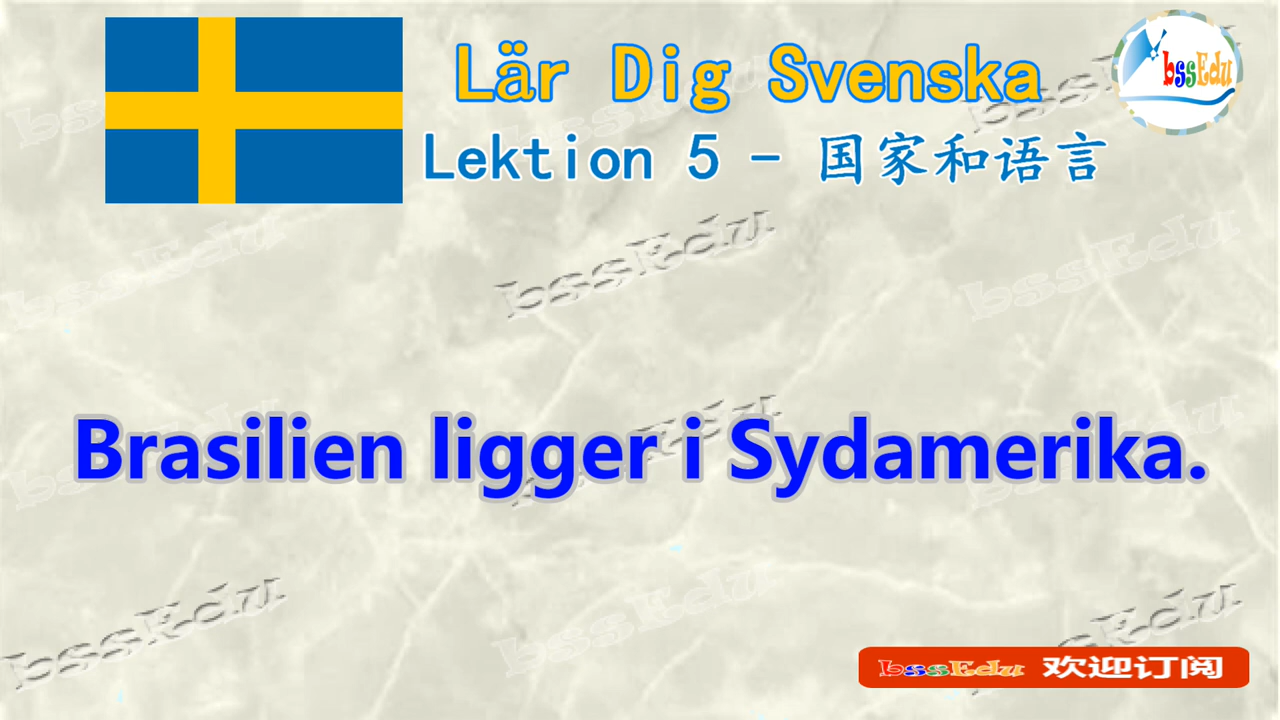 Lär Dig Svenska
bssEdu
Lektion 5 - 国家和语言
Brasilien ligger i Sydamerika.
bssEdu 欢迎订阅